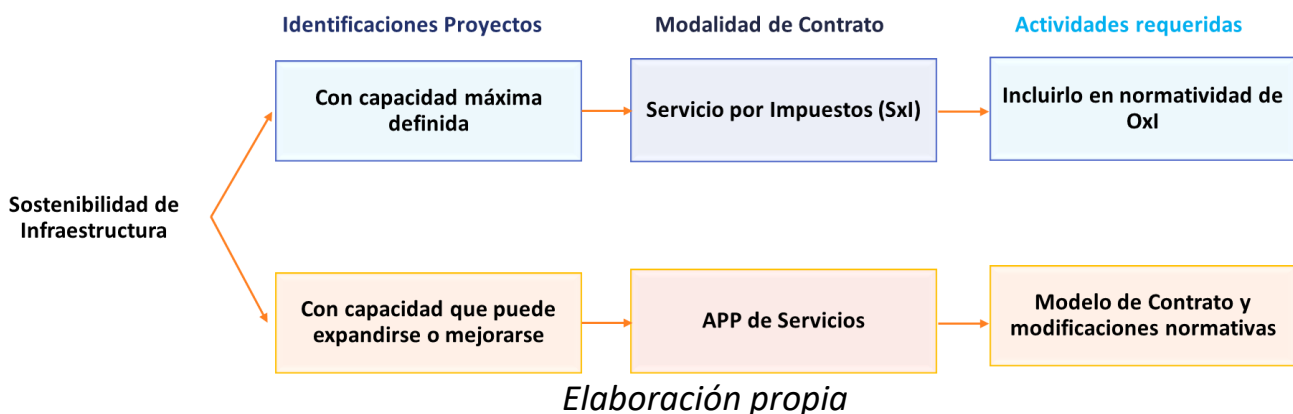 Identificaciones Proyectos
Modalidad de Contrato
Actividades requeridas
Con capacidad máxima
definida
Servicio por Impuestos (SxI)
Incluirlo en normatividad de
OxI
Sostenibilidad de
Infraestructura
Con capacidad que puede
expandirse o mejorarse
APP de Servicios
Modelo de Contrato y
modificaciones normativas
Elaboración propia